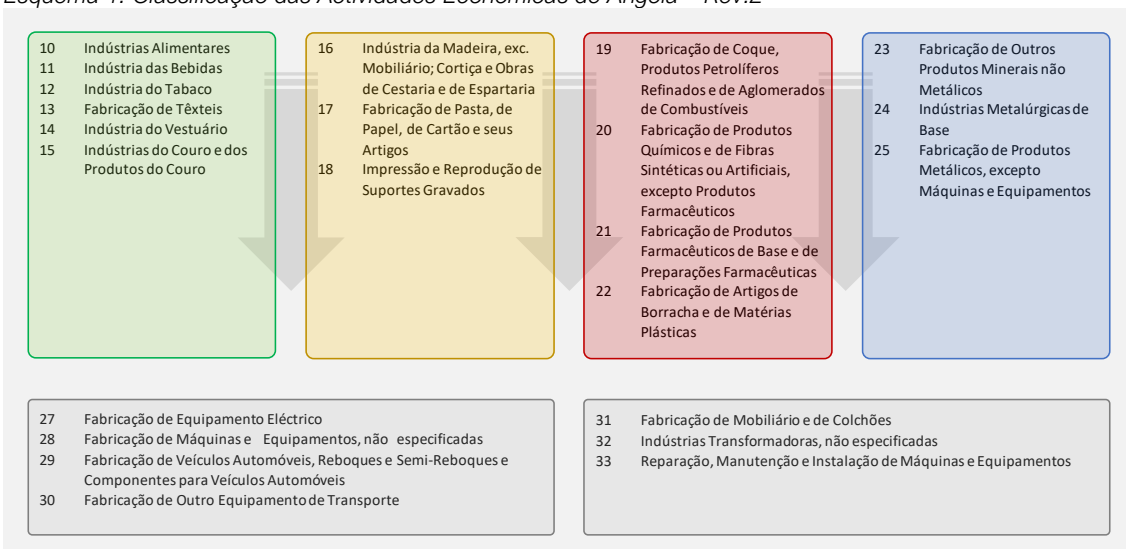 Esquema 1: Classificação das Actividades Económicas de Angola – Rev.2
10 Indústrias Alimentares
11 Indústria das Bebidas
12 Indústria do Tabaco
13 Fabricação de Têxteis
14 Indústria do Vestuário
15 Indústrias do Couro e dos
Produtos do Couro
16 Indústria da Madeira, exc.
Mobiliário; Cortiça e Obras
de Cestaria e de Espartaria
17 Fabricação de Pasta, de
Papel, de Cartão e seus
Artigos
18 Impressão e Reprodução de
Suportes Gravados
19 Fabricação de Coque,
Produtos Petrolíferos
Refinados e de Aglomerados
de Combustíveis
20 Fabricação de Produtos
Químicos e de Fibras
Sintéticas ou Artificiais,
excepto Produtos
Farmacêuticos
21 Fabricação de Produtos
Farmacêuticos de Base e de
Preparações Farmacêuticas
22 Fabricação de Artigos de
Borracha e de Matérias
Plásticas
23 Fabricação de Outros
Produtos Minerais não
Metálicos
24 Indústrias Metalúrgicas de
Base
25 Fabricação de Produtos
Metálicos, excepto
Máquinas e Equipamentos
27 Fabricação de Equipamento Eléctrico
28 Fabricação de Máquinas e Equipamentos, não especificadas
29 Fabricação de Veículos Automóveis, Reboques e Semi-Reboques e
Componentes para Veículos Automóveis
30 Fabricação de Outro Equipamento de Transporte
31 Fabricação de Mobiliário e de Colchões
32 Indústrias Transformadoras, não especificadas
33 Reparação, Manutenção e Instalação de Máquinas e Equipamentos